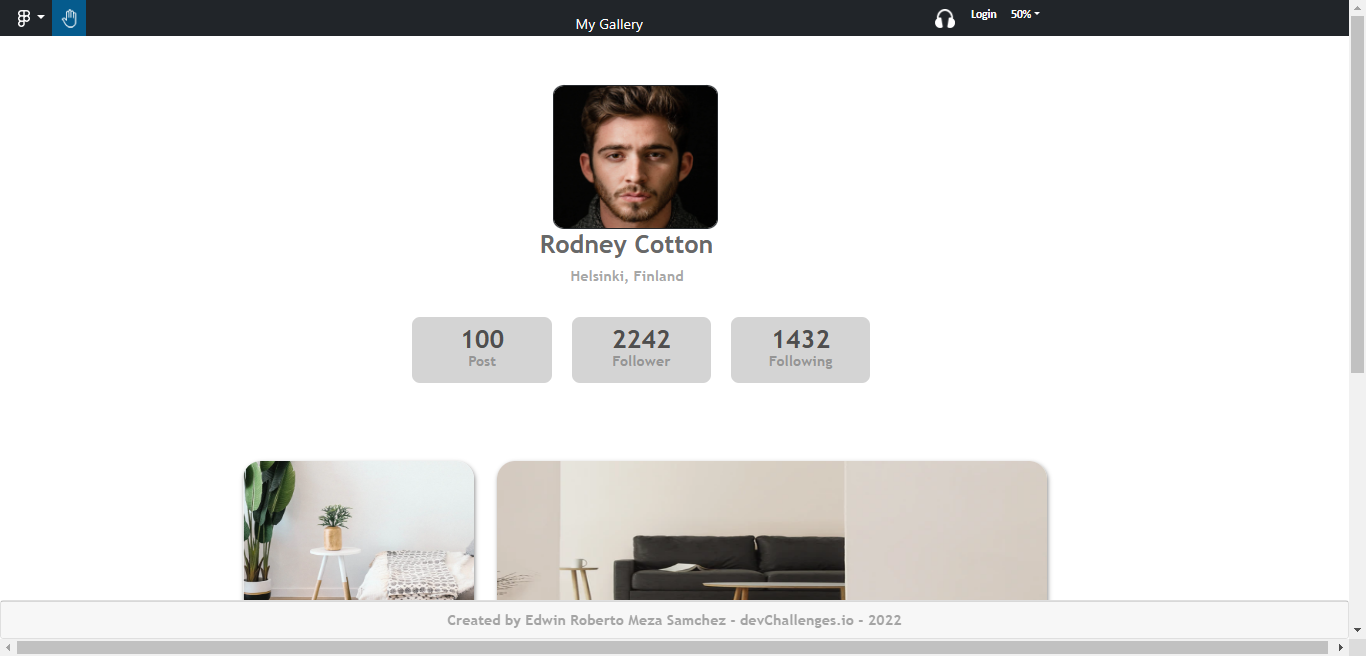 My Gallery
Login 50%
Rodney Cotton
Helsinki, Finland
100 2242 1432
Post Follower Following
Created by Edwin Roberto Meza Samchez - devChallenges.io - 2022